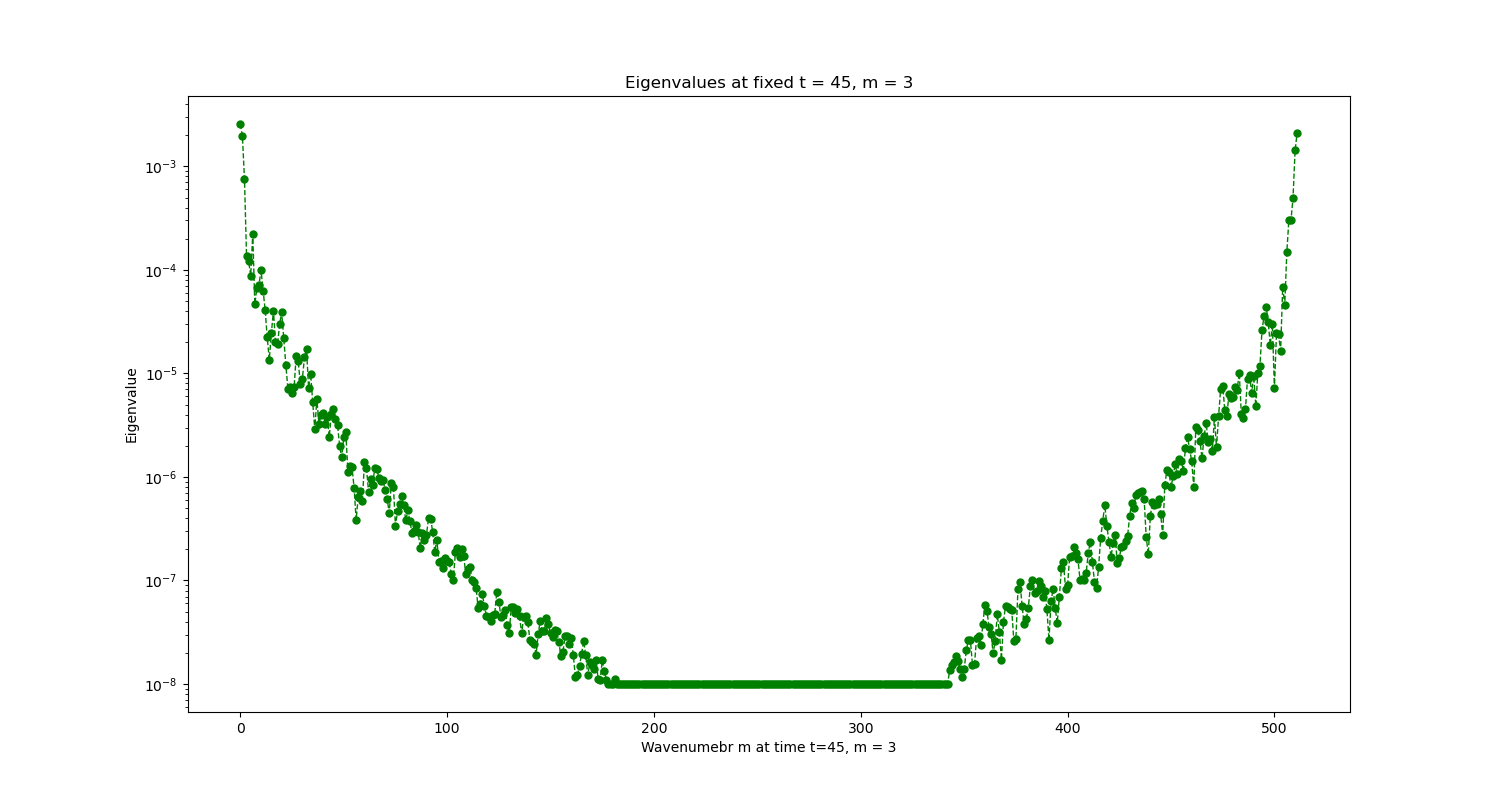 Eigenvalues at fixed t = 45, m = 3
Eigenvalue
10⁻³
10⁻⁴
10⁻⁵
10⁻⁶
10⁻⁷
10⁻⁸
0 100 200 300 400 500
Wavenumebr m at time t=45, m = 3